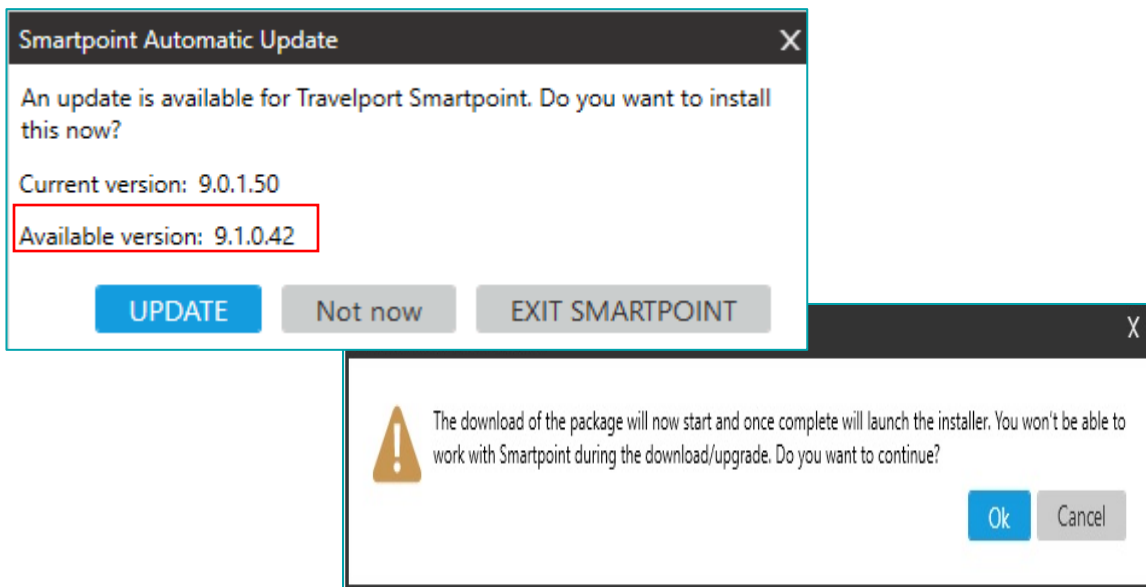 Smartpoint Automatic Update X
An update is available for Travelport Smartpoint. Do you want to install
this now?
Current version: 9.0.1.50
Available version: 9.1.0.42
UPDATE Not now EXIT SMARTPOINT
X
The download of the package will now start and once complete will launch the installer. You won't be able to
work with Smartpoint during the download/upgrade. Do you want to continue?
Ok Cancel